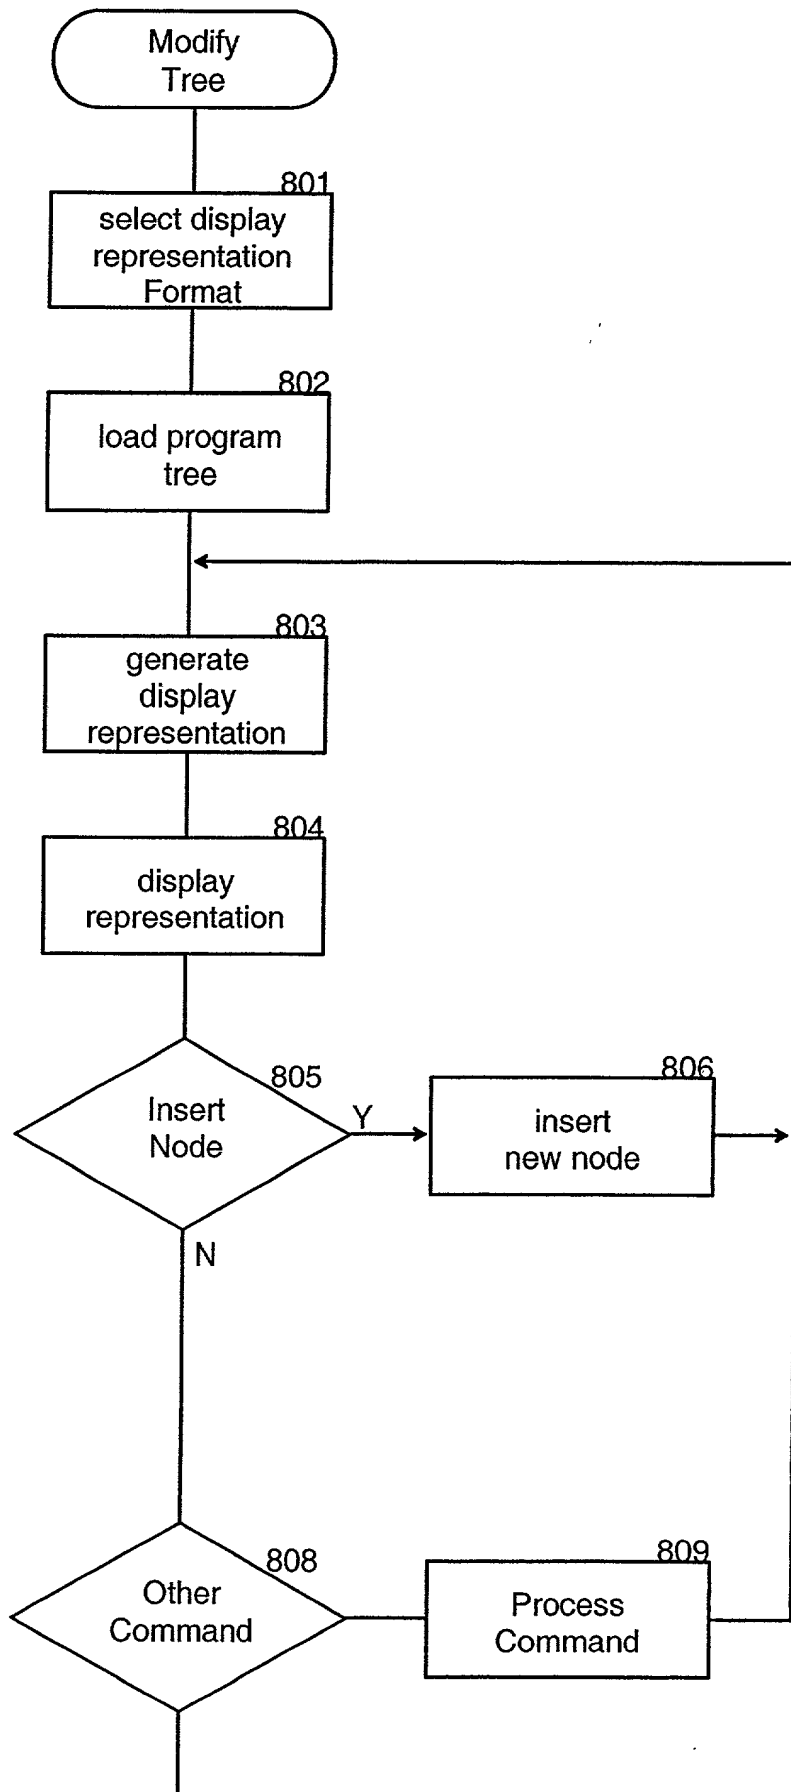 Modify
Tree
801
select display
representation
Format
802
load program
tree
803
generate
display
representation
804
display
representation
805
Insert
Node
Y
806
insert
new node
N
808
Other
Command
809
Process
Command